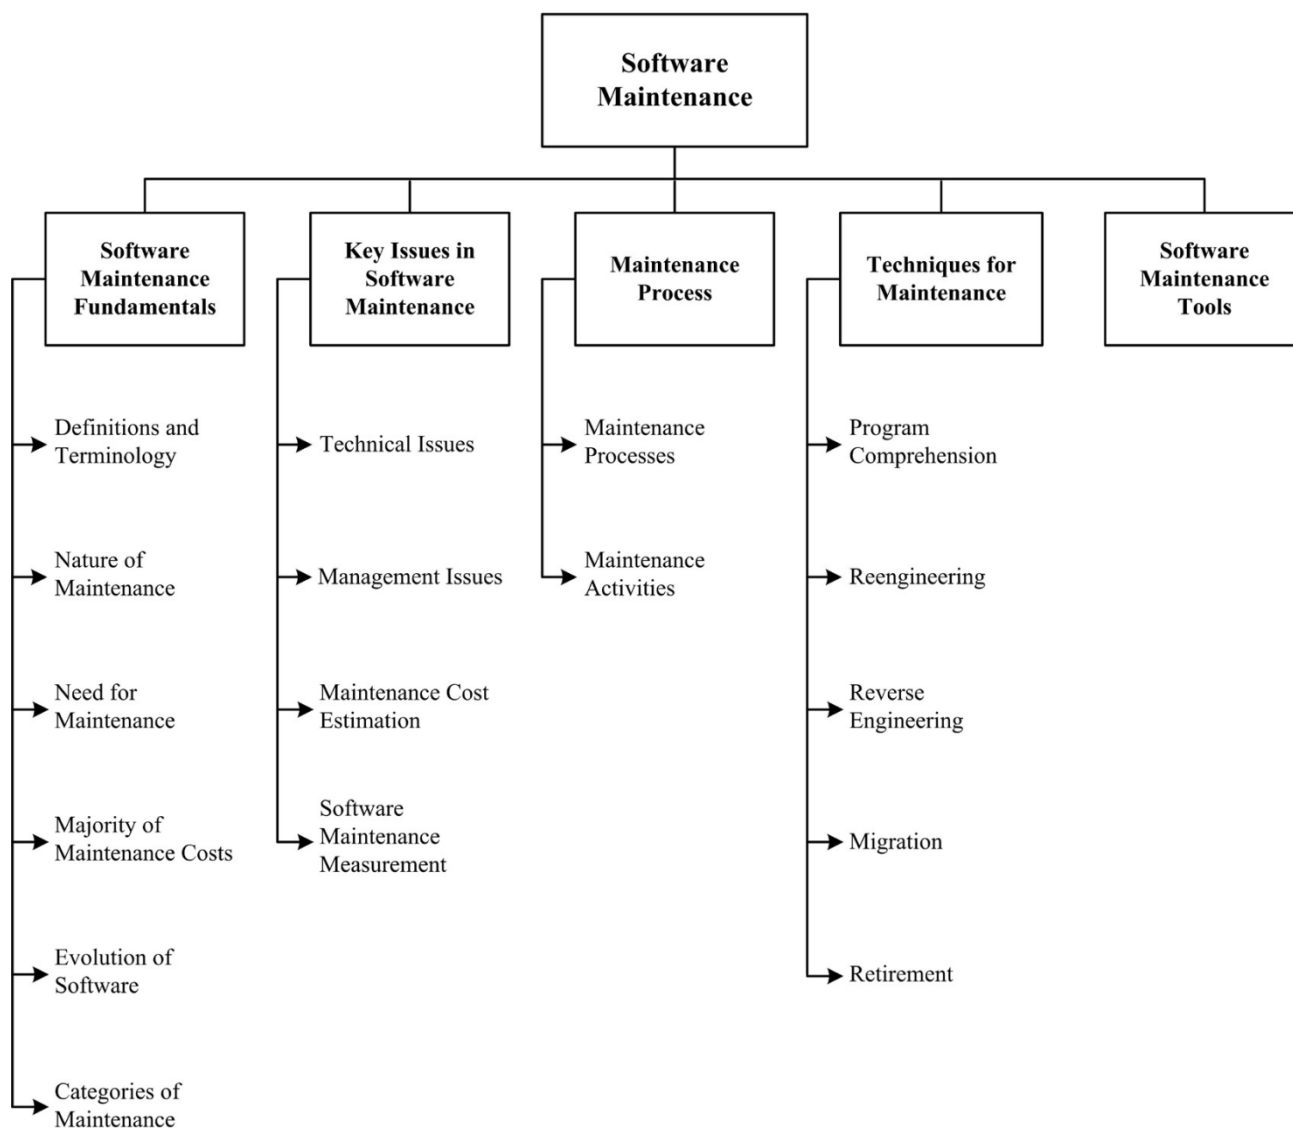 Software
Maintenance
Software
Maintenance
Fundamentals
Key Issues in
Software
Maintenance
Maintenance
Process
Techniques for
Maintenance
Software
Maintenance
Tools
Definitions and
Terminology
Nature of
Maintenance
Need for
Maintenance
Majority of
Maintenance Costs
Evolution of
Software
Categories of
Maintenance
Technical Issues
Management Issues
Maintenance Cost
Estimation
Software
Maintenance
Measurement
Maintenance
Processes
Maintenance
Activities
Program
Comprehension
Reengineering
Reverse
Engineering
Migration
Retirement